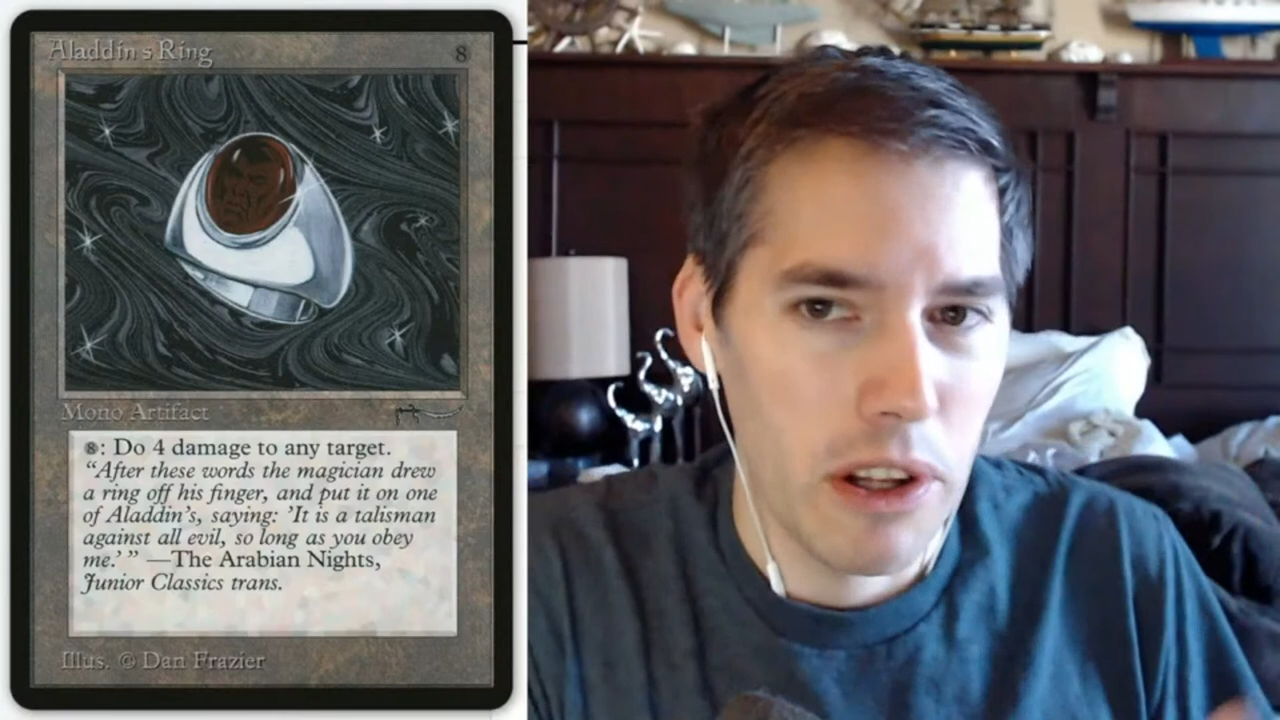 Aladdin's Ring 8
Mono Artifact
8: Do 4 damage to any target.
“After these words the magician drew
a ring off his finger, and put it on one
of Aladdin's, saying: 'It is a talisman
against all evil, so long as you obey
me.' ” —The Arabian Nights,
Junior Classics trans.
Illus. © Dan Frazier